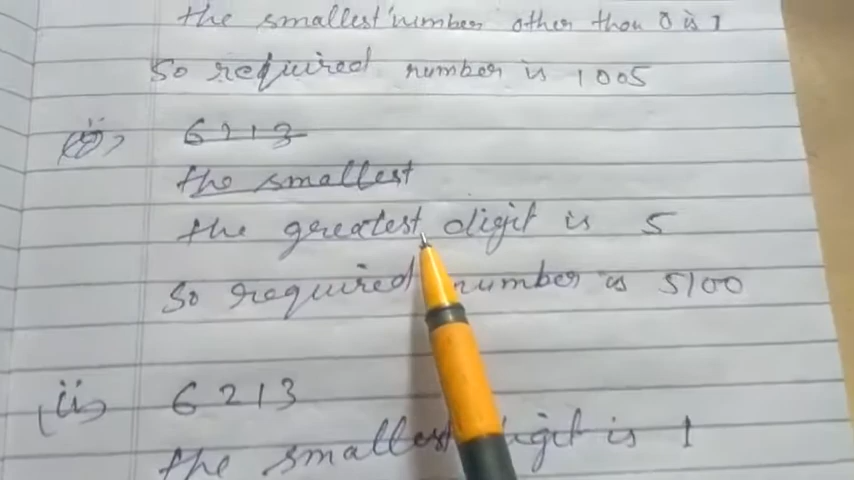 the smallest number other than 0 is 1
So required number is 1005
(ii) 6213
the smallest
the greatest digit is 5
So required number is 5100
(ii) 6213
the smallest digit is 1